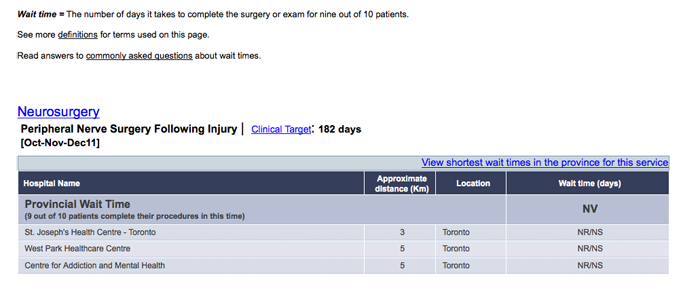 Wait time = The number of days it takes to complete the surgery or exam for nine out of 10 patients.
See more definitions for terms used on this page.
Read answers to commonly asked questions about wait times.
Neurosurgery
Peripheral Nerve Surgery Following Injury | Clinical Target: 182 days
[Oct-Nov-Dec11]
View shortest wait times in the province for this service
Hospital Name Approximate distance (Km) Location Wait time (days)
Provincial Wait Time NV
(9 out of 10 patients complete their procedures in this time)
St. Joseph's Health Centre - Toronto 3 Toronto NR/NS
West Park Healthcare Centre 5 Toronto NR/NS
Centre for Addiction and Mental Health 5 Toronto NR/NS